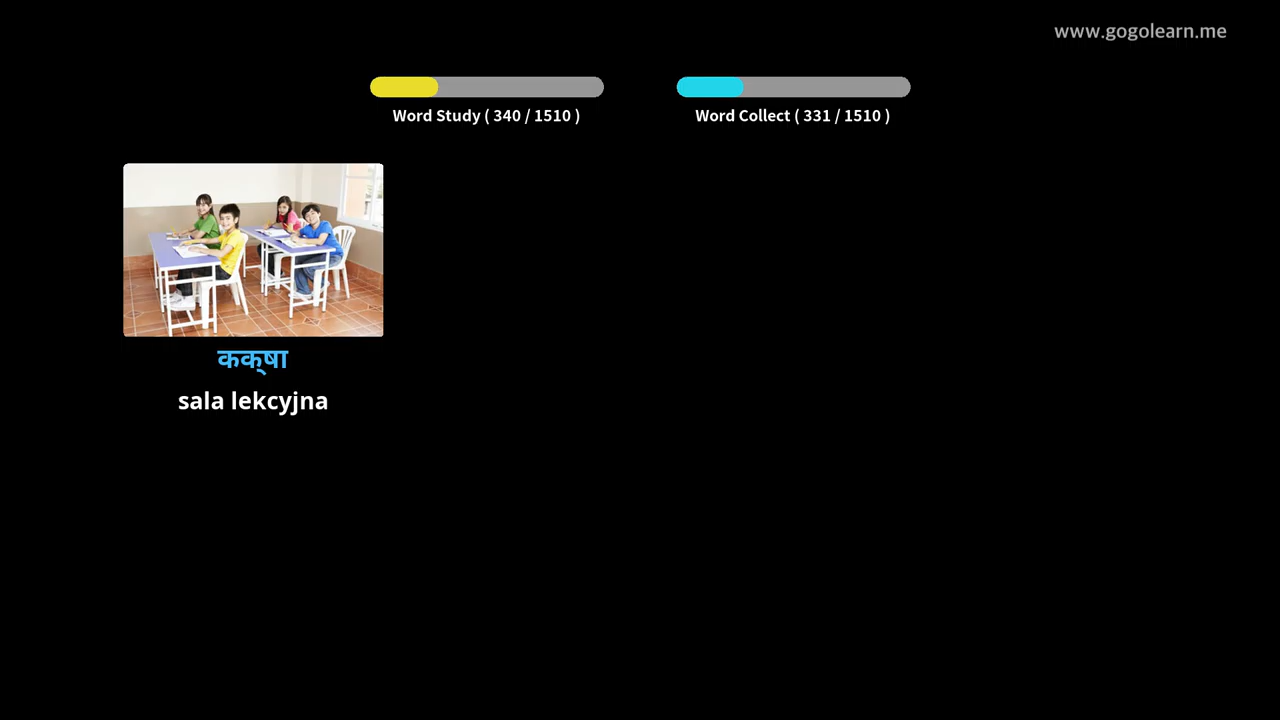 www.gogolearn.me
Word Study ( 340 / 1510 )
Word Collect ( 331 / 1510 )
कक्षा
sala lekcyjna